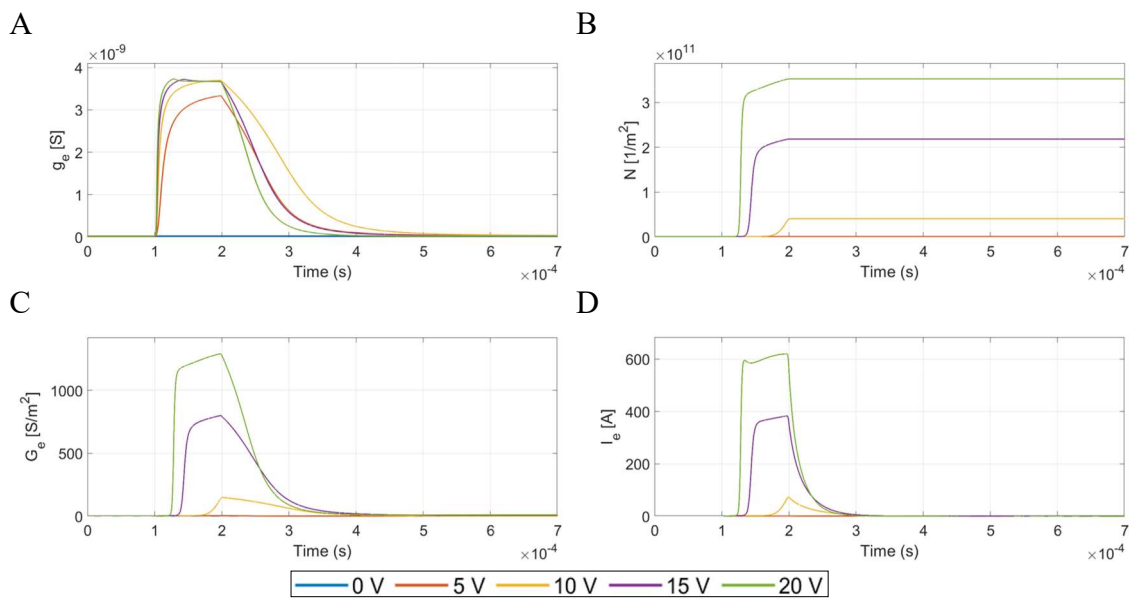 A
×10⁻⁹
4
3
2
1
0
gₑ [S]
0 1 2 3 4 5 6 7
Time (s)
×10⁻⁴
B
×10¹¹
3
2
1
0
N [1/m²]
0 1 2 3 4 5 6 7
Time (s)
×10⁻⁴
C
1000
500
0
Gₑ [S/m²]
0 1 2 3 4 5 6 7
Time (s)
×10⁻⁴
D
600
400
200
0
Iₑ [A]
0 1 2 3 4 5 6 7
Time (s)
×10⁻⁴
0 V 5 V 10 V 15 V 20 V